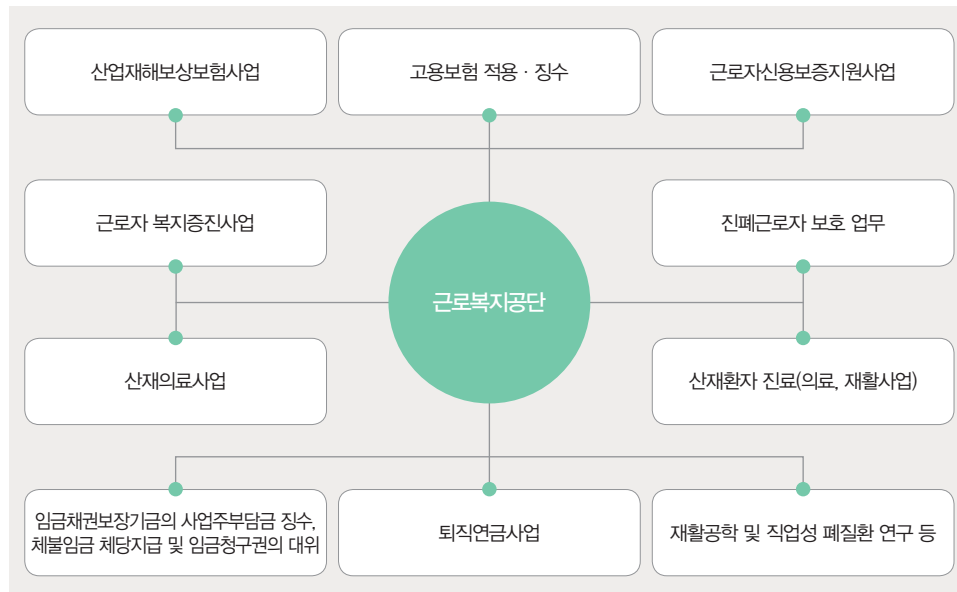 산업재해보상보험사업
고용보험 적용 · 징수
근로자신용보증지원사업
근로자 복지증진사업
진폐근로자 보호 업무
근로복지공단
산재의료사업
산재환자 진료(의료, 재활사업)
임금채권보장기금의 사업주부담금 징수,
체불임금 체당지급 및 임금청구권의 대위
퇴직연금사업
재활공학 및 직업성 폐질환 연구 등